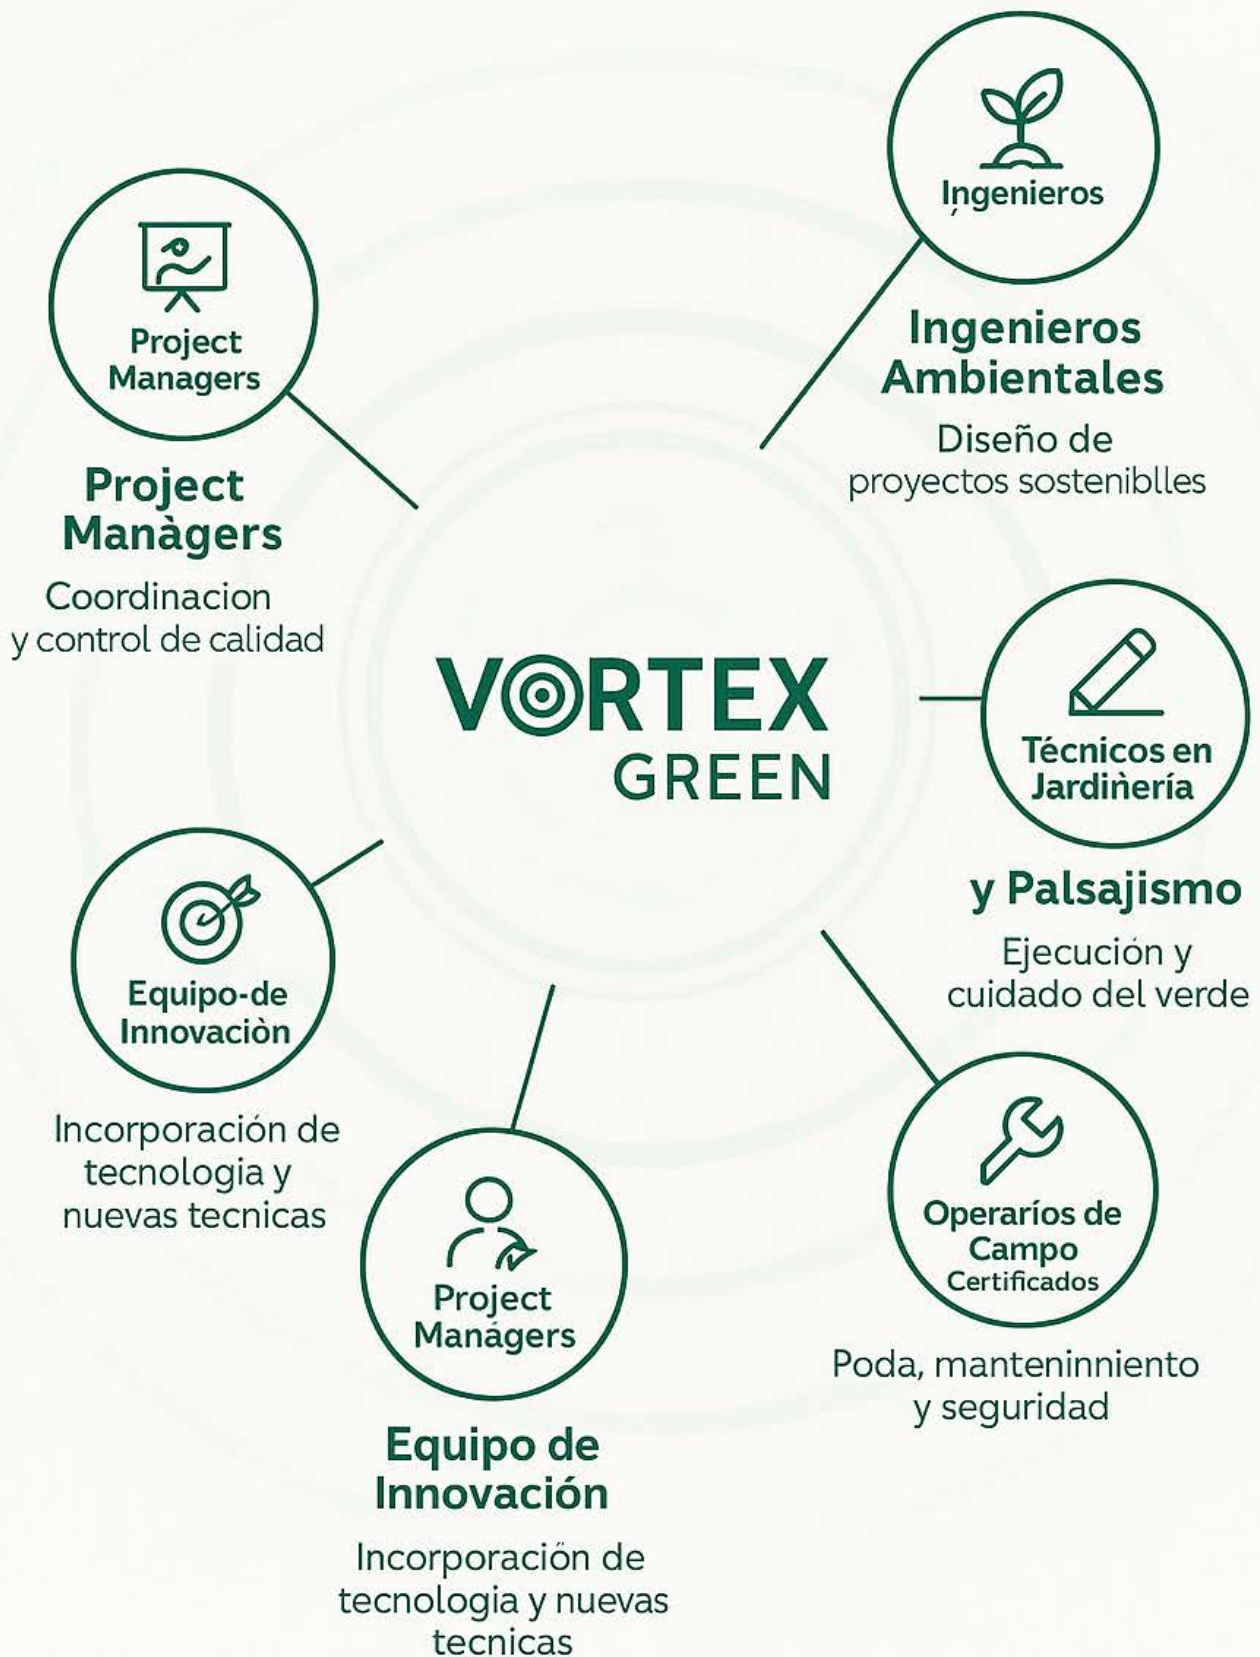 Ingenieros
Ingenieros
Ambientales
Diseño de
proyectos sosteniblles
Project
Managers
Project
Manàgers
Coordinacion
y control de calidad
VORTEX
GREEN
Técnicos en
Jardiǹería
y Palsajismo
Ejecución y
cuidado del verde
Equipo-de
Innovaciòn
Incorporación de
tecnologia y
nuevas tecnicas
Operaríos de
Campo
Certificados
Poda, manteninniento
y seguridad
Project
Manágers
Equipo de
Innovación
Incorporación de
tecnologia y nuevas
tecnicas